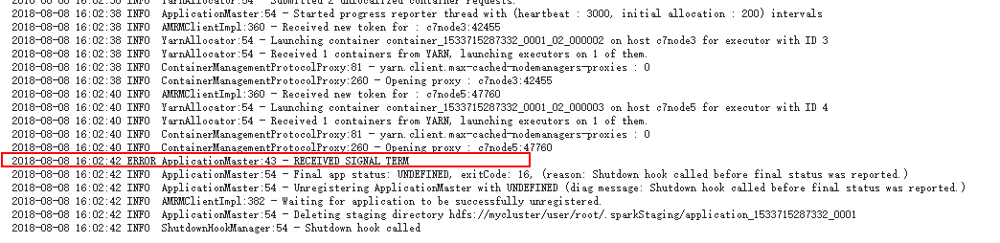 2018-08-08 16:02:38 INFO YarnAllocator:54 - Submitted 2 unlocalized container requests.
2018-08-08 16:02:38 INFO ApplicationMaster:54 - Started progress reporter thread with (heartbeat : 3000, initial allocation : 200) intervals
2018-08-08 16:02:38 INFO AMRMClientImpl:360 - Received new token for : c7node3:42455
2018-08-08 16:02:38 INFO YarnAllocator:54 - Launching container container_1533715287332_0001_02_000002 on host c7node3 for executor with ID 3
2018-08-08 16:02:38 INFO YarnAllocator:54 - Received 1 containers from YARN, launching executors on 1 of them.
2018-08-08 16:02:38 INFO ContainerManagementProtocolProxy:81 - yarn.client.max-cached-nodemanagers-proxies : 0
2018-08-08 16:02:38 INFO ContainerManagementProtocolProxy:260 - Opening proxy : c7node3:42455
2018-08-08 16:02:40 INFO AMRMClientImpl:360 - Received new token for : c7node5:47760
2018-08-08 16:02:40 INFO YarnAllocator:54 - Launching container container_1533715287332_0001_02_000003 on host c7node5 for executor with ID 4
2018-08-08 16:02:40 INFO YarnAllocator:54 - Received 1 containers from YARN, launching executors on 1 of them.
2018-08-08 16:02:40 INFO ContainerManagementProtocolProxy:81 - yarn.client.max-cached-nodemanagers-proxies : 0
2018-08-08 16:02:40 INFO ContainerManagementProtocolProxy:260 - Opening proxy : c7node5:47760
2018-08-08 16:02:42 ERROR ApplicationMaster:43 - RECEIVED SIGNAL TERM
2018-08-08 16:02:42 INFO ApplicationMaster:54 - Final app status: UNDEFINED, exitCode: 16, (reason: Shutdown hook called before final status was reported.)
2018-08-08 16:02:42 INFO ApplicationMaster:54 - Unregistering ApplicationMaster with UNDEFINED (diag message: Shutdown hook called before final status was reported.)
2018-08-08 16:02:42 INFO AMRMClientImpl:382 - Waiting for application to be successfully unregistered.
2018-08-08 16:02:42 INFO ApplicationMaster:54 - Deleting staging directory hdfs://mycluster/user/root/.sparkStaging/application_1533715287332_0001
2018-08-08 16:02:42 INFO ShutdownHookManager:54 - Shutdown hook called